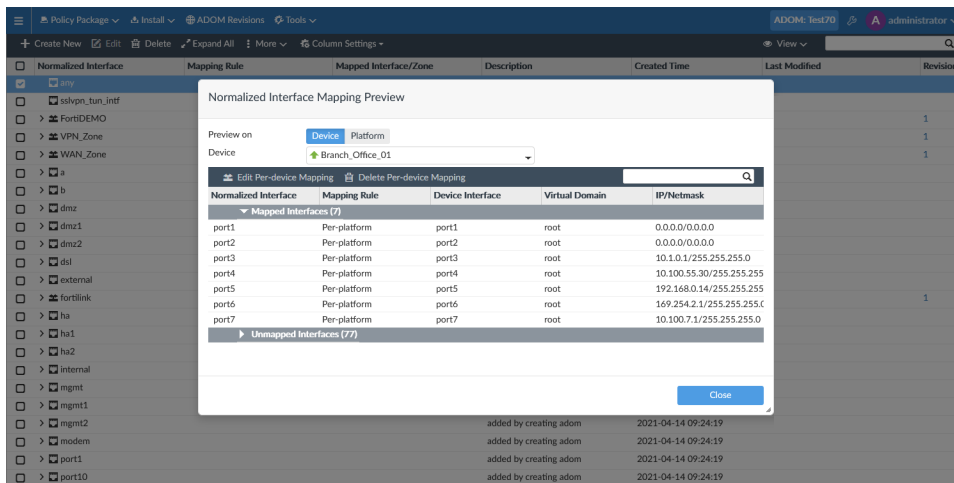 Policy Package Install ADOM Revisions Tools ADOM: Test70 A administrator
+ Create New Edit Delete Expand All More Column Settings View
Normalized Interface Mapping Rule Mapped Interface/Zone Description Created Time Last Modified Revision
any
sslvpn_tun_intf
FortiDEMO 1
VPN_Zone 1
WAN_Zone 1
a
b
dmz
dmz1
dmz2
dsl
external
fortilink 1
ha
ha1
ha2
internal
mgmt
mgmt1
mgmt2 added by creating adom 2021-04-14 09:24:19
modem added by creating adom 2021-04-14 09:24:19
port1 added by creating adom 2021-04-14 09:24:19
port10 added by creating adom 2021-04-14 09:24:19
Normalized Interface Mapping Preview
Preview on Device Platform
Device Branch_Office_01
Edit Per-device Mapping Delete Per-device Mapping
Normalized Interface Mapping Rule Device Interface Virtual Domain IP/Netmask
Mapped Interfaces (7)
port1 Per-platform port1 root 0.0.0.0/0.0.0.0
port2 Per-platform port2 root 0.0.0.0/0.0.0.0
port3 Per-platform port3 root 10.1.0.1/255.255.255.0
port4 Per-platform port4 root 10.100.55.30/255.255.255
port5 Per-platform port5 root 192.168.0.14/255.255.255
port6 Per-platform port6 root 169.254.2.1/255.255.255.0
port7 Per-platform port7 root 10.100.7.1/255.255.255.0
Unmapped Interfaces (77)
Close